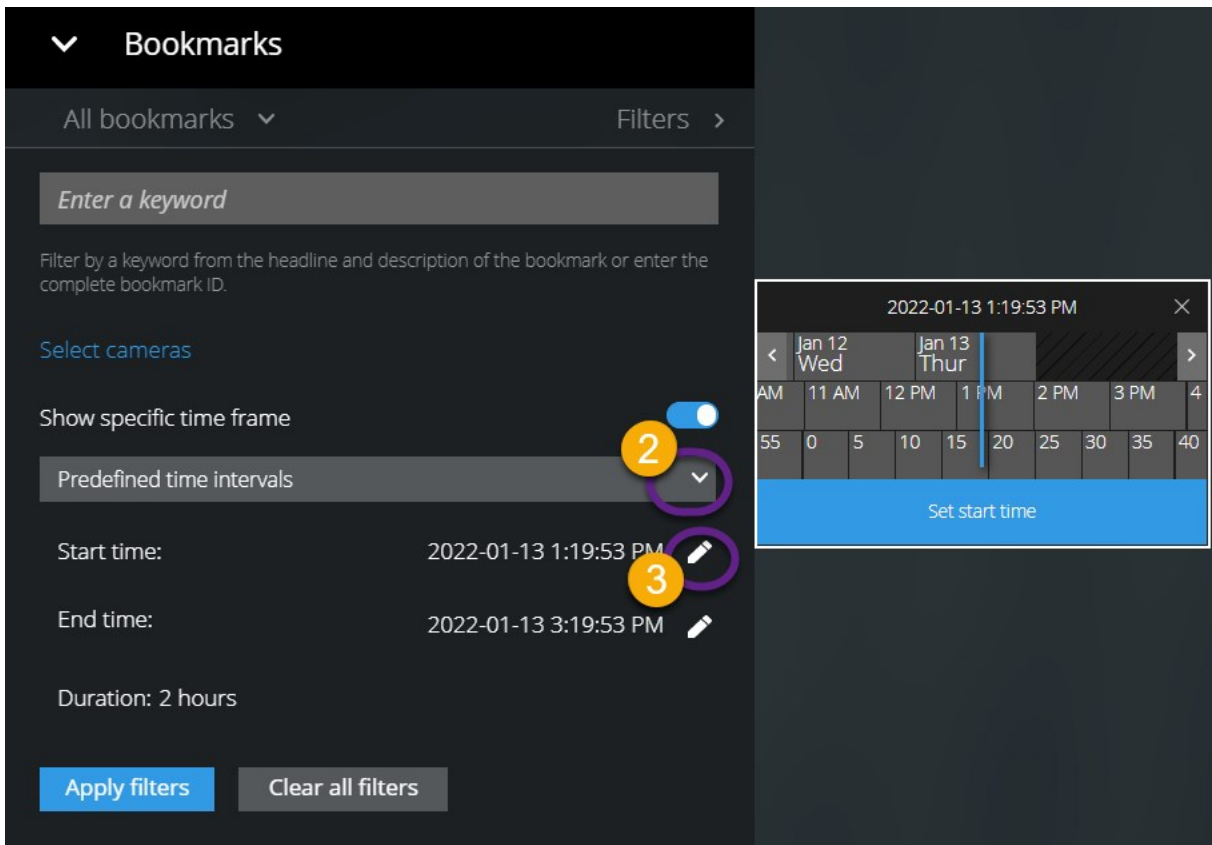 Bookmarks
All bookmarks Filters
Enter a keyword
Filter by a keyword from the headline and description of the bookmark or enter the
complete bookmark ID.
Select cameras
Show specific time frame
2
Predefined time intervals
Start time: 2022-01-13 1:19:53 PM
3
End time: 2022-01-13 3:19:53 PM
Duration: 2 hours
Apply filters Clear all filters
2022-01-13 1:19:53 PM
Jan 12 Jan 13
Wed Thur
AM 11 AM 12 PM 1 PM 2 PM 3 PM 4
55 0 5 10 15 20 25 30 35 40
Set start time